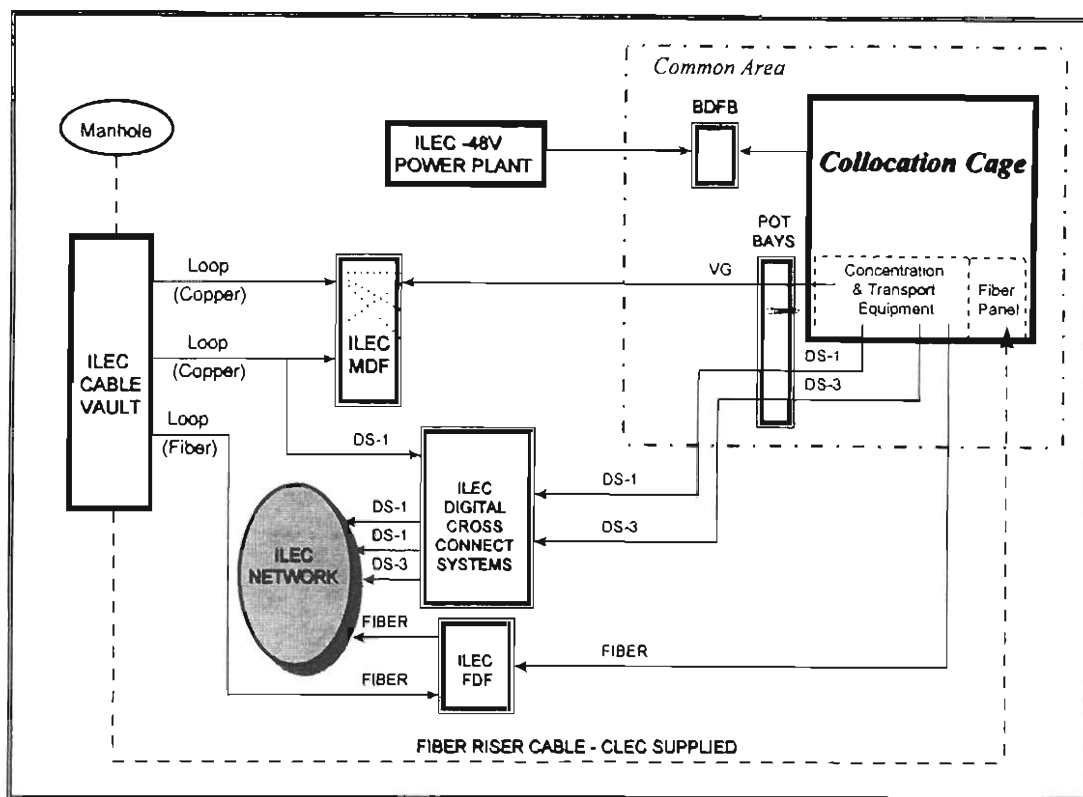 Common Area
BDFB
Manhole
ILEC -48V
POWER PLANT
Collocation Cage
POT
BAYS
Loop
(Copper)
VG
Concentration
& Transport
Equipment
Fiber
Panel
ILEC
MDF
Loop
(Copper)
ILEC
CABLE
VAULT
DS-1
DS-3
Loop
(Fiber)
DS-1
ILEC
DIGITAL
CROSS
CONNECT
SYSTEMS
DS-1
DS-1
DS-1
DS-3
DS-3
ILEC
NETWORK
FIBER
ILEC
FDF
FIBER
FIBER
FIBER RISER CABLE - CLEC SUPPLIED